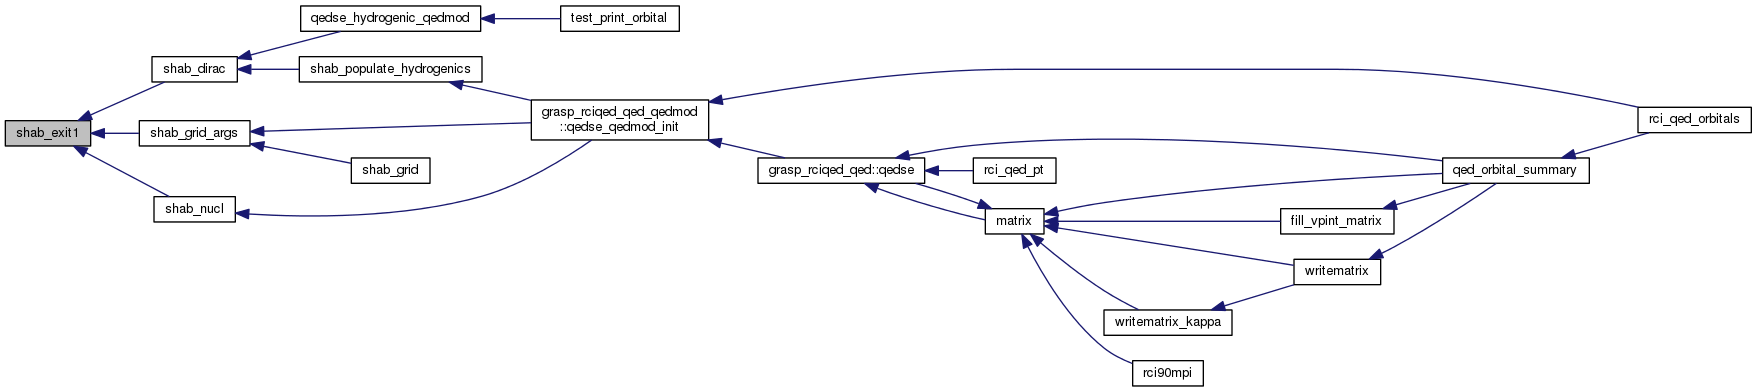 qedse_hydrogenic_qedmod
test_print_orbital
shab_dirac
shab_populate_hydrogenics
grasp_rciqed_qed_qedmod
::qedse_qedmod_init
rci_qed_orbitals
shab_exit1
shab_grid_args
shab_grid
grasp_rciqed_qed::qedse
rci_qed_pt
qed_orbital_summary
shab_nucl
matrix
fill_vpint_matrix
writematrix
writematrix_kappa
rci90mpi